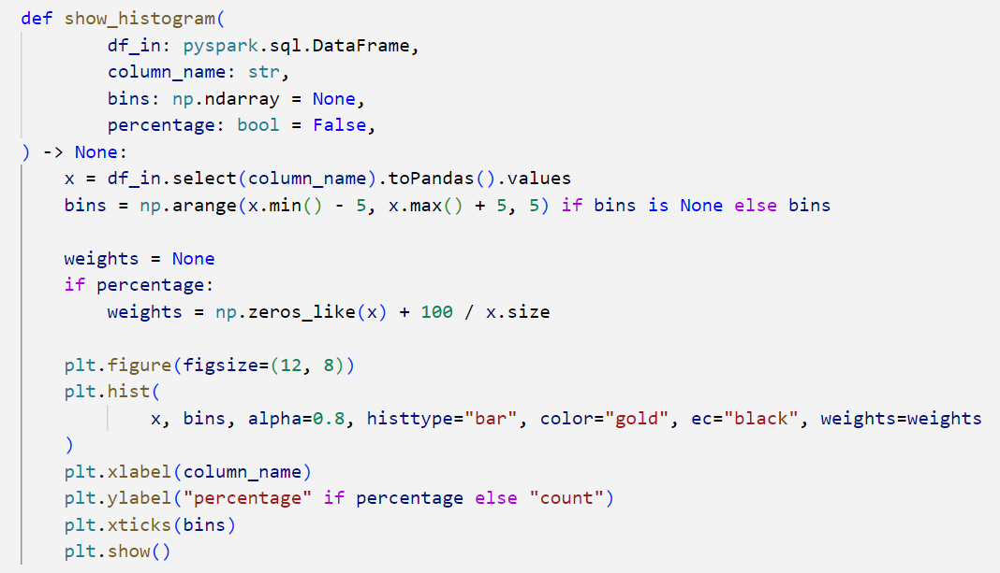 def show_histogram(
        df_in: pyspark.sql.DataFrame,
        column_name: str,
        bins: np.ndarray = None,
        percentage: bool = False,
) -> None:
    x = df_in.select(column_name).toPandas().values
    bins = np.arange(x.min() - 5, x.max() + 5, 5) if bins is None else bins

    weights = None
    if percentage:
        weights = np.zeros_like(x) + 100 / x.size

    plt.figure(figsize=(12, 8))
    plt.hist(
            x, bins, alpha=0.8, histtype="bar", color="gold", ec="black", weights=weights
    )
    plt.xlabel(column_name)
    plt.ylabel("percentage" if percentage else "count")
    plt.xticks(bins)
    plt.show()